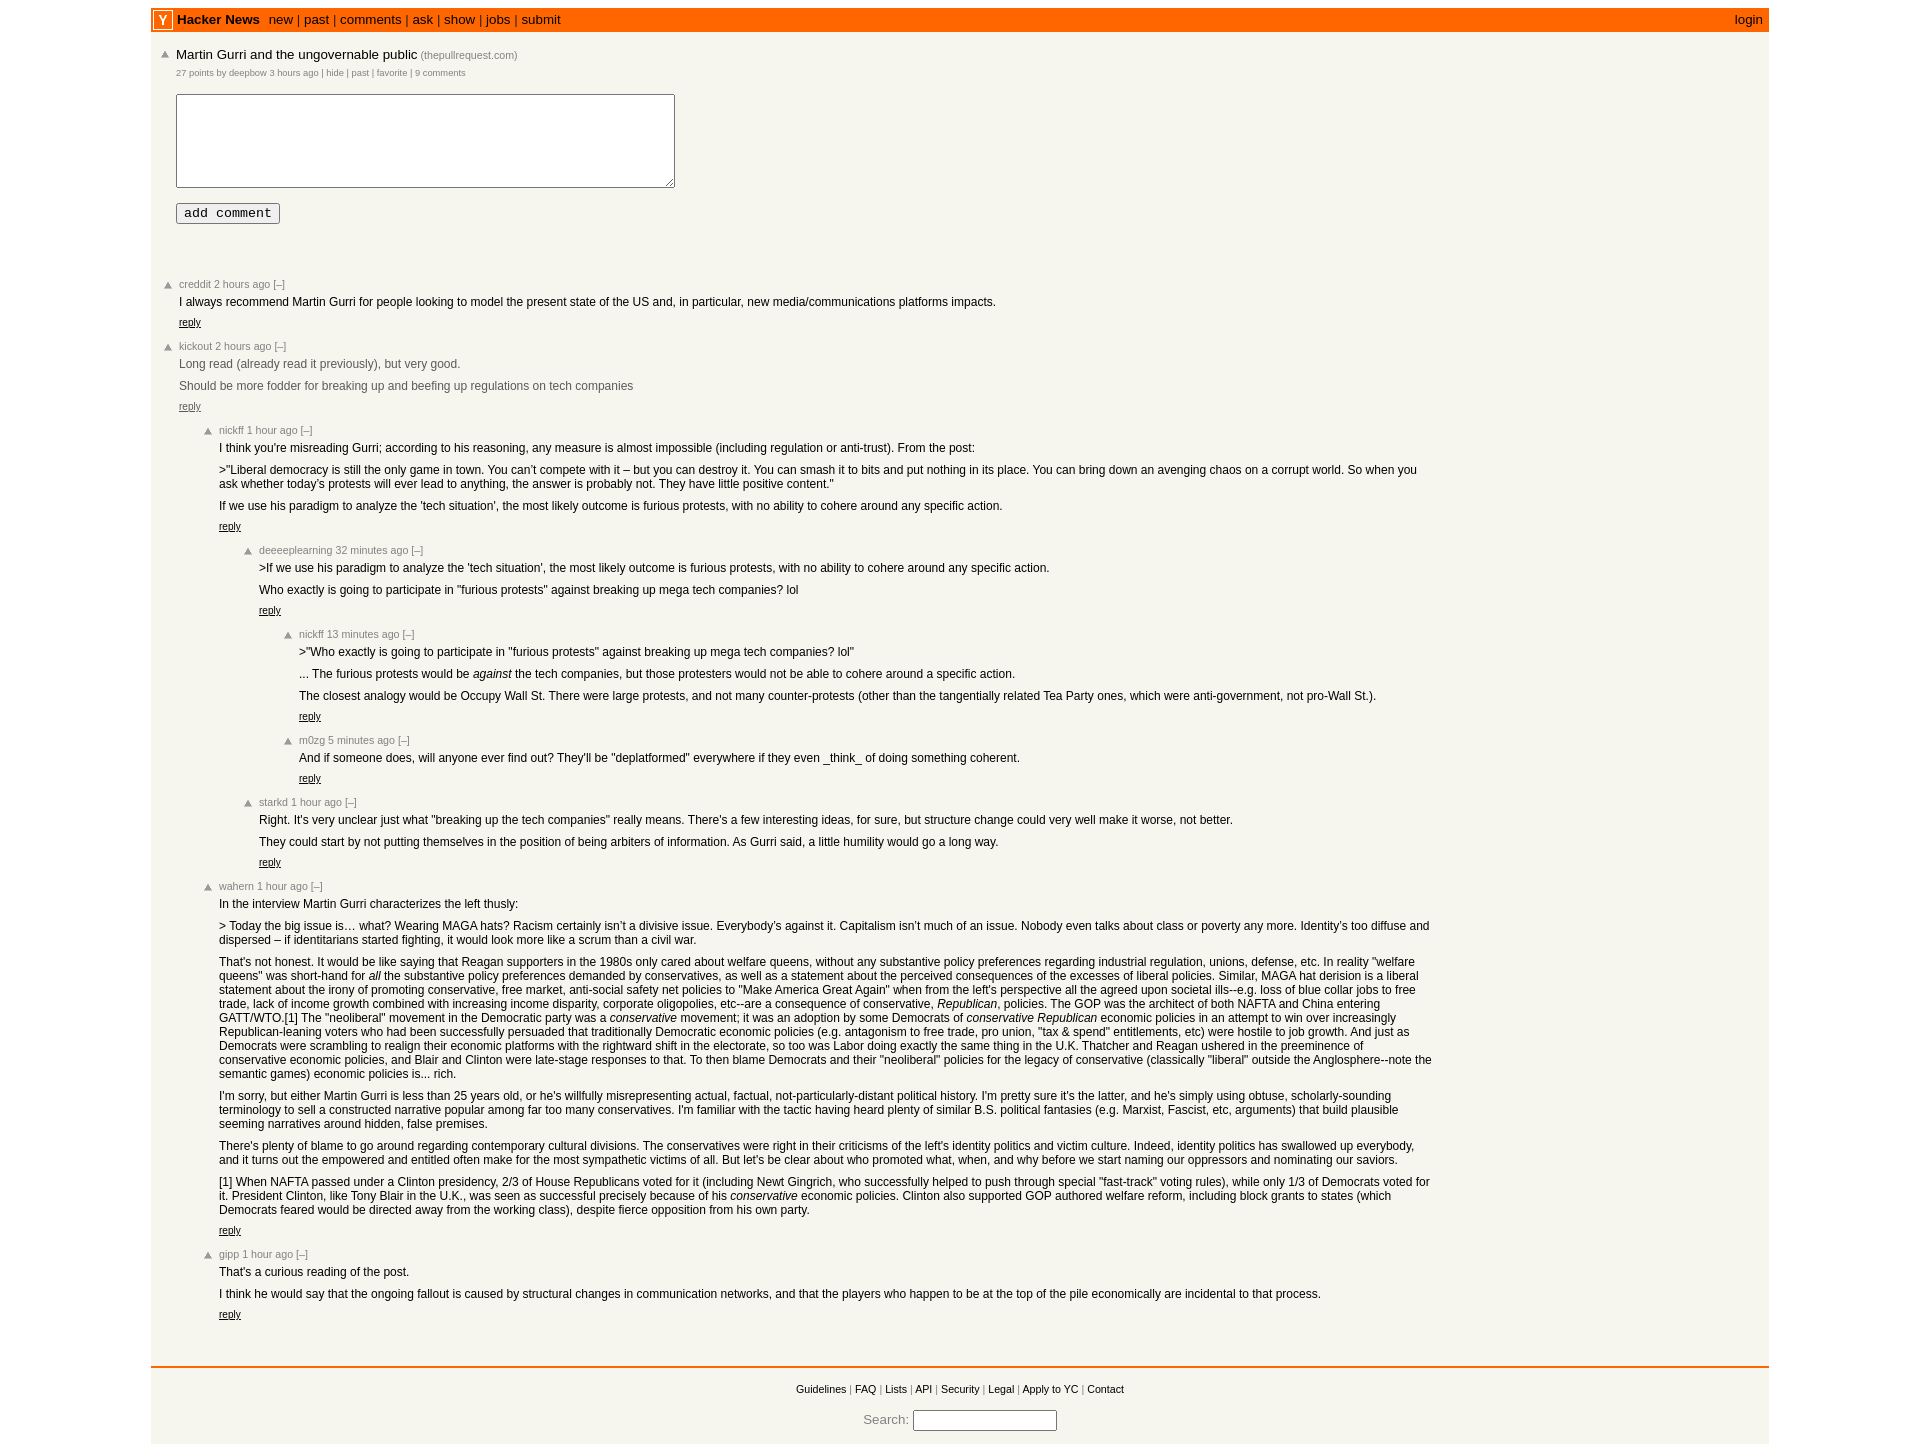 Y Hacker News new | past | comments | ask | show | jobs | submit login
Martin Gurri and the ungovernable public (thepullrequest.com)
27 points by deepbow 3 hours ago | hide | past | favorite | 9 comments
add comment
creddit 2 hours ago [–]
I always recommend Martin Gurri for people looking to model the present state of the US and, in particular, new media/communications platforms impacts.
reply
kickout 2 hours ago [–]
Long read (already read it previously), but very good.
Should be more fodder for breaking up and beefing up regulations on tech companies
reply
nickff 1 hour ago [–]
I think you're misreading Gurri; according to his reasoning, any measure is almost impossible (including regulation or anti-trust). From the post:
>"Liberal democracy is still the only game in town. You can’t compete with it – but you can destroy it. You can smash it to bits and put nothing in its place. You can bring down an avenging chaos on a corrupt world. So when you
ask whether today’s protests will ever lead to anything, the answer is probably not. They have little positive content."
If we use his paradigm to analyze the 'tech situation', the most likely outcome is furious protests, with no ability to cohere around any specific action.
reply
deeeeplearning 32 minutes ago [–]
>If we use his paradigm to analyze the 'tech situation', the most likely outcome is furious protests, with no ability to cohere around any specific action.
Who exactly is going to participate in "furious protests" against breaking up mega tech companies? lol
reply
nickff 13 minutes ago [–]
>"Who exactly is going to participate in "furious protests" against breaking up mega tech companies? lol"
... The furious protests would be against the tech companies, but those protesters would not be able to cohere around a specific action.
The closest analogy would be Occupy Wall St. There were large protests, and not many counter-protests (other than the tangentially related Tea Party ones, which were anti-government, not pro-Wall St.).
reply
m0zg 5 minutes ago [–]
And if someone does, will anyone ever find out? They'll be "deplatformed" everywhere if they even _think_ of doing something coherent.
reply
starkd 1 hour ago [–]
Right. It's very unclear just what "breaking up the tech companies" really means. There's a few interesting ideas, for sure, but structure change could very well make it worse, not better.
They could start by not putting themselves in the position of being arbiters of information. As Gurri said, a little humility would go a long way.
reply
wahern 1 hour ago [–]
In the interview Martin Gurri characterizes the left thusly:
> Today the big issue is… what? Wearing MAGA hats? Racism certainly isn’t a divisive issue. Everybody’s against it. Capitalism isn’t much of an issue. Nobody even talks about class or poverty any more. Identity’s too diffuse and
dispersed – if identitarians started fighting, it would look more like a scrum than a civil war.
That's not honest. It would be like saying that Reagan supporters in the 1980s only cared about welfare queens, without any substantive policy preferences regarding industrial regulation, unions, defense, etc. In reality "welfare
queens" was short-hand for all the substantive policy preferences demanded by conservatives, as well as a statement about the perceived consequences of the excesses of liberal policies. Similar, MAGA hat derision is a liberal
statement about the irony of promoting conservative, free market, anti-social safety net policies to "Make America Great Again" when from the left's perspective all the agreed upon societal ills--e.g. loss of blue collar jobs to free
trade, lack of income growth combined with increasing income disparity, corporate oligopolies, etc--are a consequence of conservative, Republican, policies. The GOP was the architect of both NAFTA and China entering
GATT/WTO.[1] The "neoliberal" movement in the Democratic party was a conservative movement; it was an adoption by some Democrats of conservative Republican economic policies in an attempt to win over increasingly
Republican-leaning voters who had been successfully persuaded that traditionally Democratic economic policies (e.g. antagonism to free trade, pro union, "tax & spend" entitlements, etc) were hostile to job growth. And just as
Democrats were scrambling to realign their economic platforms with the rightward shift in the electorate, so too was Labor doing exactly the same thing in the U.K. Thatcher and Reagan ushered in the preeminence of
conservative economic policies, and Blair and Clinton were late-stage responses to that. To then blame Democrats and their "neoliberal" policies for the legacy of conservative (classically "liberal" outside the Anglosphere--note the
semantic games) economic policies is... rich.
I'm sorry, but either Martin Gurri is less than 25 years old, or he's willfully misrepresenting actual, factual, not-particularly-distant political history. I'm pretty sure it's the latter, and he's simply using obtuse, scholarly-sounding
terminology to sell a constructed narrative popular among far too many conservatives. I'm familiar with the tactic having heard plenty of similar B.S. political fantasies (e.g. Marxist, Fascist, etc, arguments) that build plausible
seeming narratives around hidden, false premises.
There's plenty of blame to go around regarding contemporary cultural divisions. The conservatives were right in their criticisms of the left's identity politics and victim culture. Indeed, identity politics has swallowed up everybody,
and it turns out the empowered and entitled often make for the most sympathetic victims of all. But let's be clear about who promoted what, when, and why before we start naming our oppressors and nominating our saviors.
[1] When NAFTA passed under a Clinton presidency, 2/3 of House Republicans voted for it (including Newt Gingrich, who successfully helped to push through special "fast-track" voting rules), while only 1/3 of Democrats voted for
it. President Clinton, like Tony Blair in the U.K., was seen as successful precisely because of his conservative economic policies. Clinton also supported GOP authored welfare reform, including block grants to states (which
Democrats feared would be directed away from the working class), despite fierce opposition from his own party.
reply
gipp 1 hour ago [–]
That's a curious reading of the post.
I think he would say that the ongoing fallout is caused by structural changes in communication networks, and that the players who happen to be at the top of the pile economically are incidental to that process.
reply
Guidelines | FAQ | Lists | API | Security | Legal | Apply to YC | Contact
Search: